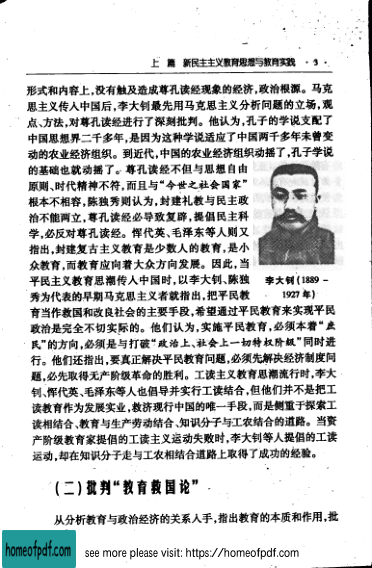 上 篇 新民主主义教育思想与教育实践 ·3·
形式和内容上,没有触及造成尊孔读经现象的经济,政治根源。马克
思主义传入中国后,李大钊最先用马克思主义分析问题的立场,观
点、方法,对尊孔读经进行了深刻批判。他认为,孔子的学说支配了
中国思想界二千多年,是因为这种学说适应了中国两千多年未曾变
动的农业经济组织。到近代,中国的农业经济组织动摇了,孔子学说
的基础也就动摇了。尊孔读经不但与思想自由
原则、时代精神不符,而且与“今世之社会国家”
根本不相容,陈独秀则认为,封建礼教与民主政
治不能两立,尊孔读经必导致复辟,提倡民主科
学,必反对尊孔读经。恽代英、毛泽东等人则又
指出,封建复古主义教育是少数人的教育,是小
众教育,而教育应向着大众方向发展。因此,当
平民主义教育思潮传入中国时,以李大钊、陈独
秀为代表的早期马克思主义者就指出,把平民教
李大钊(1889－
1927年)
育当作救国和改良社会的主要手段,希望通过平民教育来实现平民
政治是完全不切实际的。他们认为,实施平民教育,必须本着“庶
民”的方向,必须是与打破“政治上、社会上一切特权阶级”同时进
行。他们还指出,要真正解决平民教育问题,必须先解决经济制度问
题,必先取得无产阶级革命的胜利。工读主义教育思潮流行时,李大
钊、恽代英、毛泽东等人也倡导并实行工读结合,但他们并不是把工
读教育作为发展实业,救济现行中国的唯一手段,而是侧重于探索工
读相结合、教育与生产劳动结合、知识分子与工农结合的道路。当资
产阶级教育家提倡的工读主义运动失败时,李大钊等人提倡的工读
运动,却在知识分子走与工农相结合道路上取得了成功的经验。
(二)批判“教育救国论”
从分析教育与政治经济的关系入手,指出教育的本质和作用,批
homeofpdf.com
see more please visit: https://homeofpdf.com